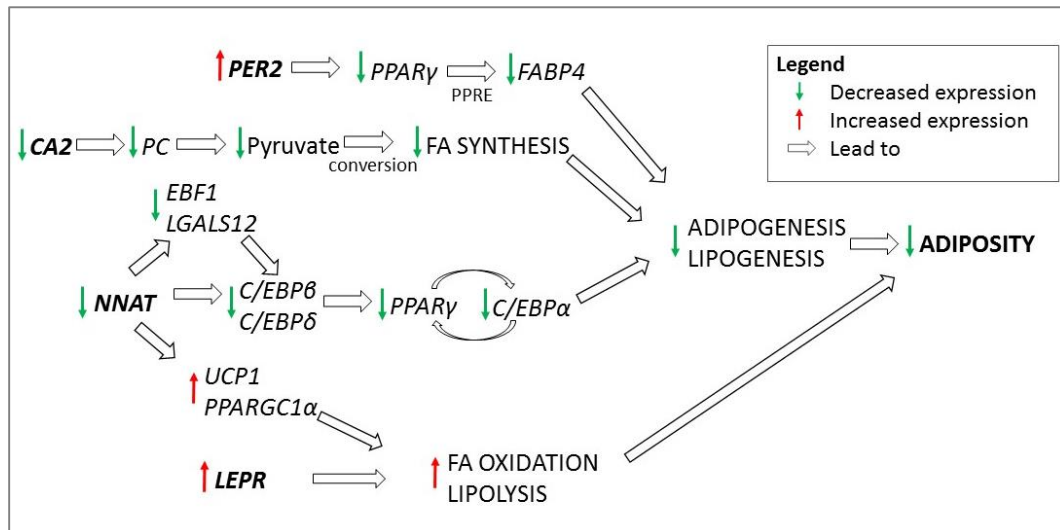 PER2 PPARγ FABP4
PPRE
Legend
Decreased expression
Increased expression
Lead to
CA2 PC Pyruvate FA SYNTHESIS
conversion
EBF1
LGALS12
ADIPOGENESIS
LIPOGENESIS
ADIPOSITY
NNAT
C/EBPβ
C/EBPδ
PPARγ C/EBPα
UCP1
PPARGC1α
LEPR
FA OXIDATION
LIPOLYSIS